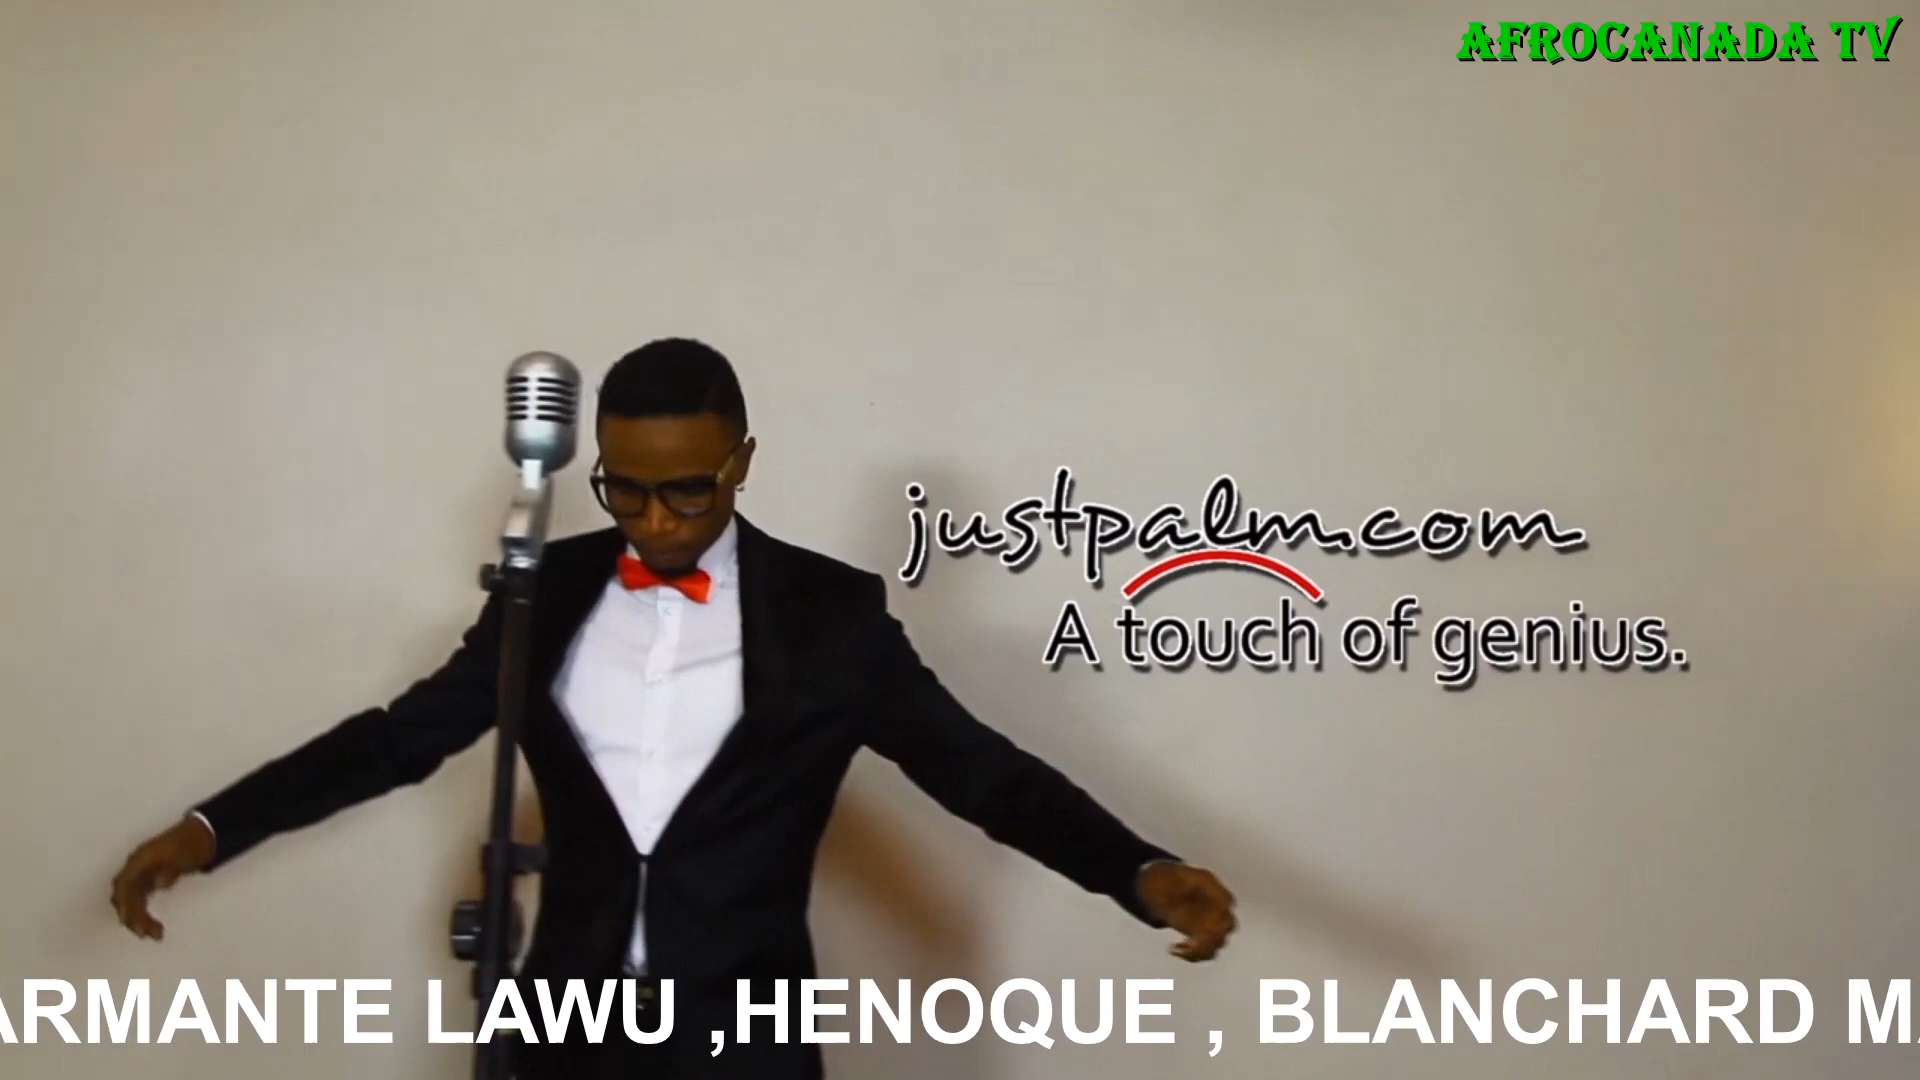 AFROCANADA TV
justpalm.com
A touch of genius.
ARMANTE LAWU ,HENOQUE , BLANCHARD M